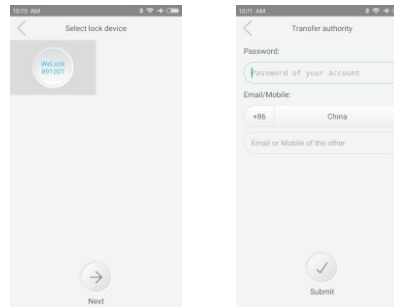 10:10 AM
Select lock device
WeLock
B9120T
Next
10:11 AM
Transfer authority
Password:
Password of your account
Email/Mobile:
+86 China
Email or Mobile of the other
Submit